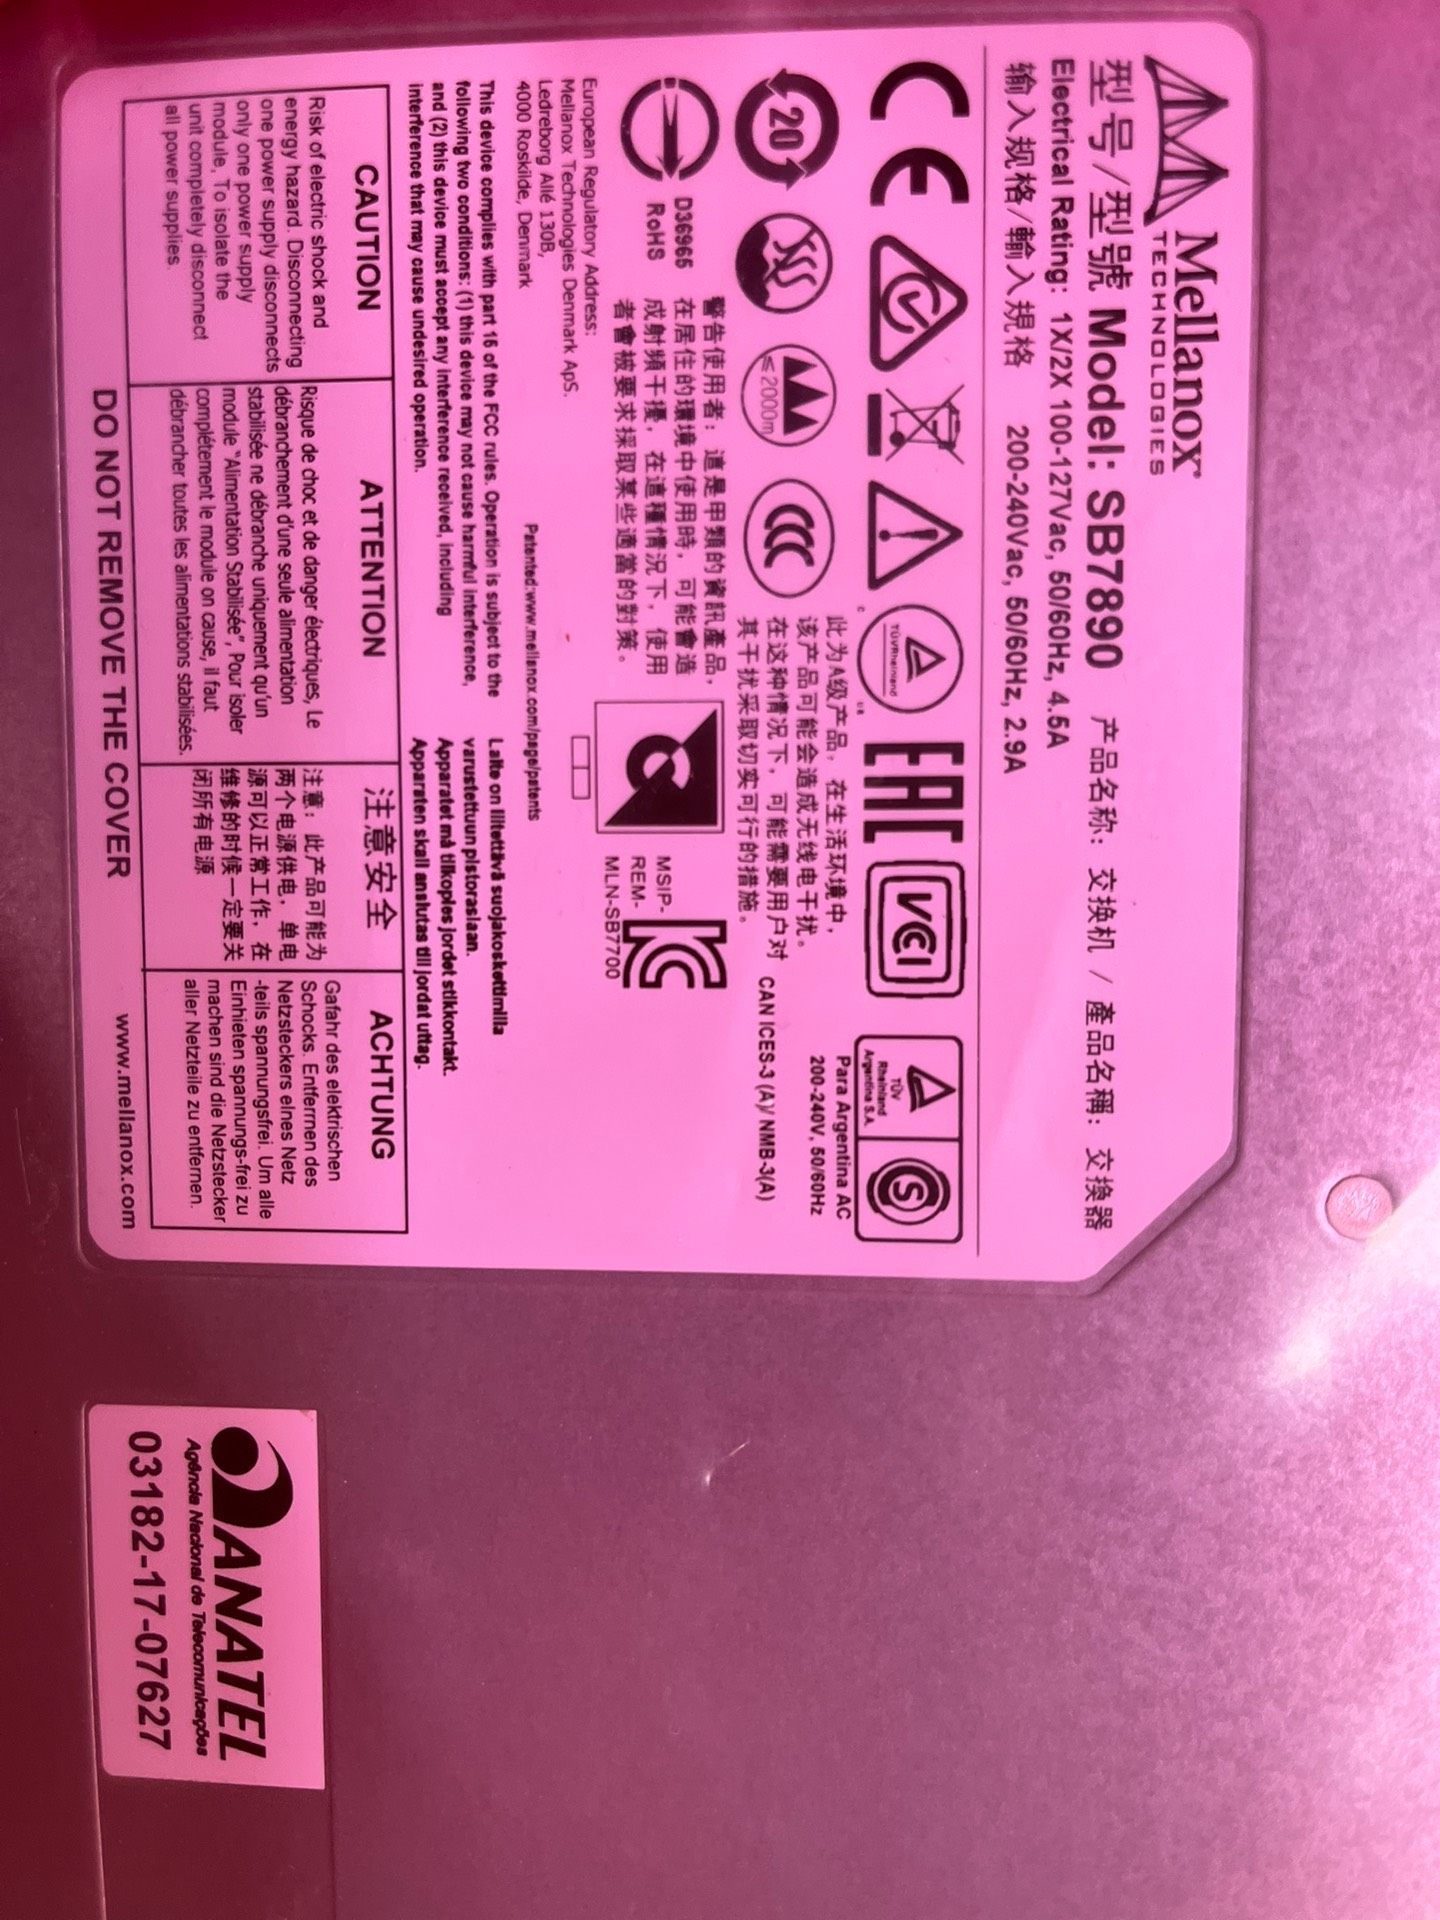 Mellanox
TECHNOLOGIES
型号/型號 Model: SB7890 产品名称: 交换机 / 產品名稱: 交換器
Electrical Rating: 1X/2X 100-127Vac, 50/60Hz, 4.5A
输入规格/輸入規格 200-240Vac, 50/60Hz, 2.9A
CE
TÜVRheinland
C US
EAC
VCI
TÜV
Rheinland
Argentina S.A.
S
20
≤2000m
CCC
此为A级产品，在生活环境中，
该产品可能会造成无线电干扰。
在这种情况下，可能需要用户对
其干扰采取切实可行的措施。
Para Argentina AC
200-240V, 50/60Hz
CAN ICES-3 (A)/ NMB-3(A)
D36965
RoHS
警告使用者：這是甲類的資訊產品，
在居住的環境中使用時，可能會造
成射頻干擾，在這種情況下，使用
者會被要求採取某些適當的對策。
MSIP-
REM-
MLN-SB7700
European Regulatory Address:
Mellanox Technologies Denmark ApS.
Ledreborg Allé 130B,
4000 Roskilde, Denmark
Patented:www.mellanox.com/page/patents
This device complies with part 15 of the FCC rules. Operation is subject to the
following two conditions: (1) this device may not cause harmful interference,
and (2) this device must accept any interference received, including
interference that may cause undesired operation.
Laite on liitettävä suojakoskettimilla
varustettuun pistorasiaan.
Apparatet må tilkoples jordet stikkontakt.
Apparaten skall anslutas till jordat uttag.
CAUTION
Risk of electric shock and
energy hazard. Disconnecting
one power supply disconnects
only one power supply
module. To isolate the
unit completely disconnect
all power supplies.
ATTENTION
Risque de choc et de danger électriques, Le
débranchement d'une seule alimentation
stabilisée ne débranche uniquement qu'un
module "Alimentation Stabilisée", Pour isoler
complétement le module on cause, il faut
débrancher toutes les alimentations stabilisées.
注意安全
注意：此产品可能为
两个电源供电，单电
源可以正常工作，在
维修的时候一定要关
闭所有电源
ACHTUNG
Gafahr des elektrischen
Schocks. Entferrnen des
Netzsteckers elnes Netz
-teils spannungsfrei. Um alle
Einhieten spannungs-frei zu
machen sind die Netzstecker
aller Netzteile zu entfernen.
DO NOT REMOVE THE COVER
www.mellanox.com
ANATEL
Agência Nacional de Telecomunicações
03182-17-07627